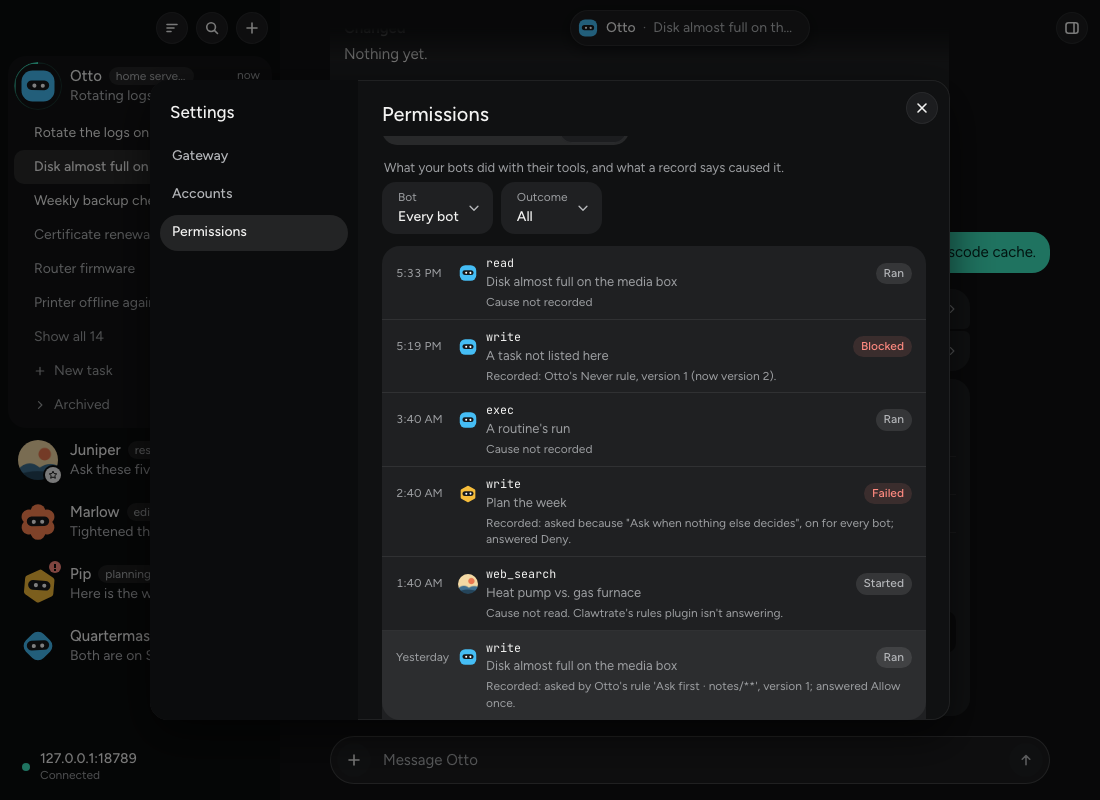 Nothing yet.
Otto · Disk almost full on th...
Otto home serve... now
Rotating logs
Rotate the logs on
Disk almost full on
Weekly backup che
Certificate renewa
Router firmware
Printer offline again
Show all 14
New task
Archived
Juniper res
Ask these fiv
Marlow edi
Tightened th
Pip planning
Here is the w
Quartermas
Both are on S
127.0.0.1:18789
Connected
scode cache.
Message Otto
Settings
Gateway
Accounts
Permissions
Permissions
What your bots did with their tools, and what a record says caused it.
Bot
Every bot
Outcome
All
5:33 PM
read
Disk almost full on the media box
Cause not recorded
Ran
5:19 PM
write
A task not listed here
Recorded: Otto's Never rule, version 1 (now version 2).
Blocked
3:40 AM
exec
A routine's run
Cause not recorded
Ran
2:40 AM
write
Plan the week
Recorded: asked because "Ask when nothing else decides", on for every bot;
answered Deny.
Failed
1:40 AM
web_search
Heat pump vs. gas furnace
Cause not read. Clawtrate's rules plugin isn't answering.
Started
Yesterday
write
Disk almost full on the media box
Recorded: asked by Otto's rule 'Ask first · notes/**', version 1; answered Allow
once.
Ran